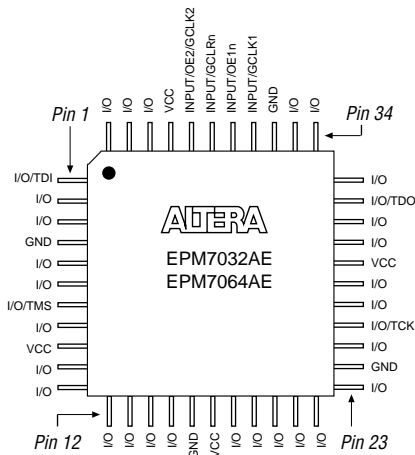 I/O
I/O
I/O
VCC
INPUT/OE2/GCLK2
INPUT/GCLRn
INPUT/OE1n
INPUT/GCLK1
GND
I/O
I/O
Pin 1
Pin 34
I/O/TDI
I/O
I/O
GND
I/O
I/O
I/O/TMS
I/O
VCC
I/O
I/O
ALTERA
EPM7032AE
EPM7064AE
I/O
I/O/TDO
I/O
I/O
VCC
I/O
I/O
I/O/TCK
I/O
GND
I/O
Pin 12
Pin 23
I/O
I/O
I/O
I/O
GND
VCC
I/O
I/O
I/O
I/O
I/O